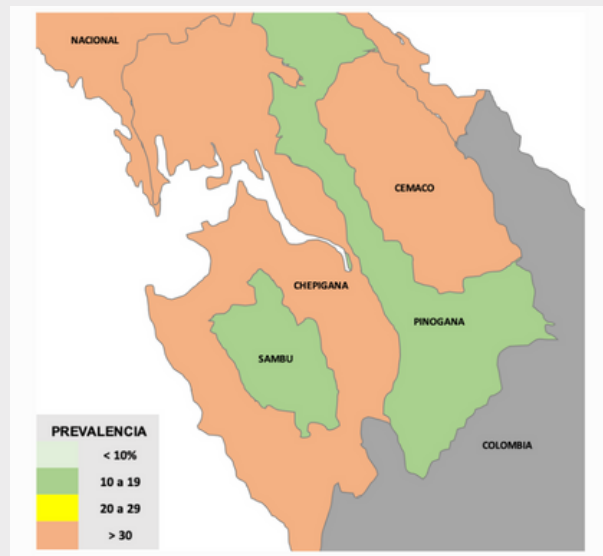 NACIONAL
CEMACO
CHEPIGANA
PINOGANA
SAMBU
COLOMBIA
PREVALENCIA
< 10%
10 a 19
20 a 29
> 30